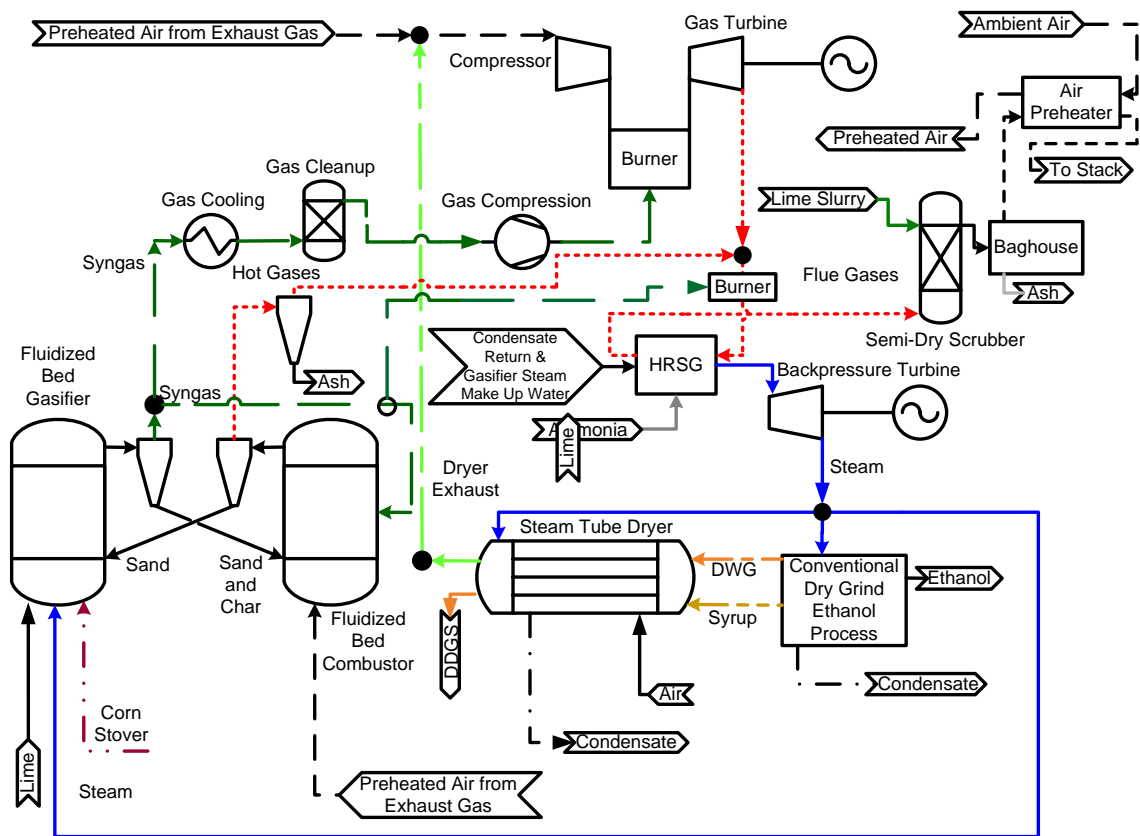 Preheated Air from Exhaust Gas
Gas Turbine
Ambient Air
Compressor
Air
Preheater
Preheated Air
To Stack
Burner
Gas Cleanup
Gas Cooling
Gas Compression
Lime Slurry
Baghouse
Syngas
Hot Gases
Flue Gases
Burner
Ash
Semi-Dry Scrubber
Condensate
Return &
Gasifier Steam
Make Up Water
HRSG
Backpressure Turbine
Fluidized
Bed
Gasifier
Ash
Syngas
Ammonia
Lime
Dryer
Exhaust
Steam
Steam Tube Dryer
Sand
Sand
and
Char
DWG
Conventional
Dry Grind
Ethanol
Process
Ethanol
Syrup
Fluidized
Bed
Combustor
DDGS
Air
Condensate
Condensate
Corn
Stover
Lime
Steam
Preheated Air from
Exhaust Gas